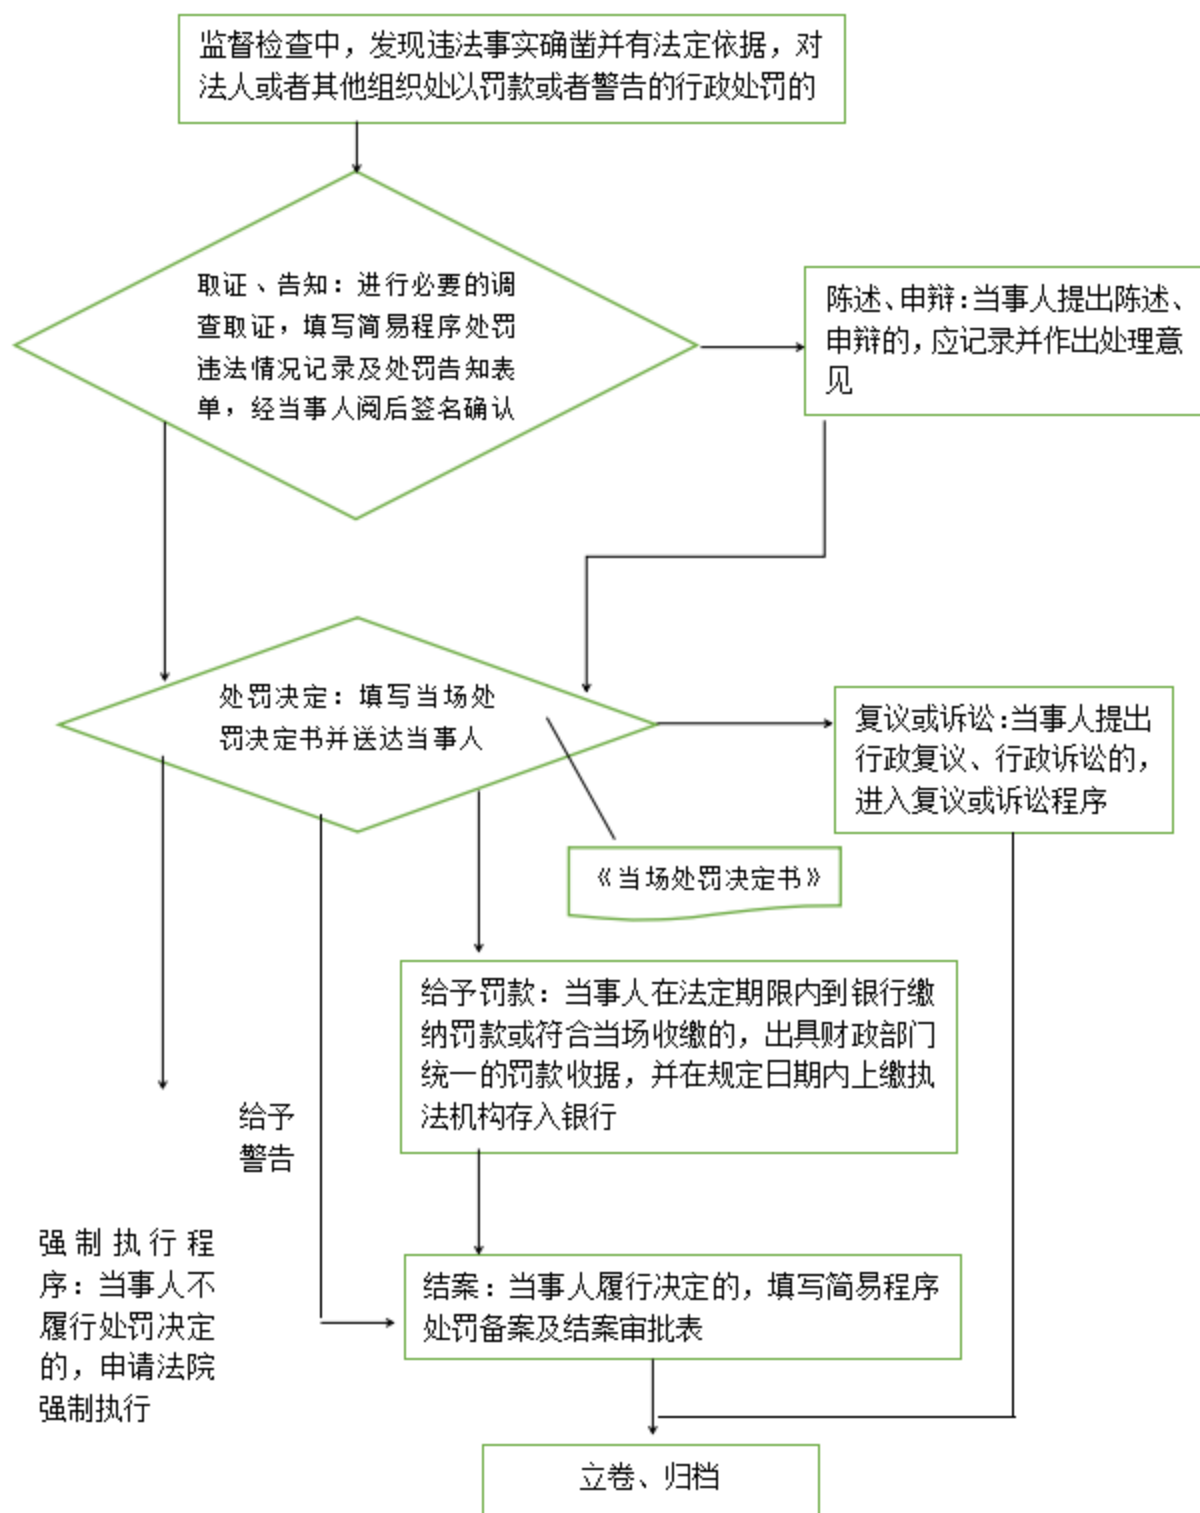 监督检查中，发现违法事实确凿并有法定依据，对
法人或者其他组织处以罚款或者警告的行政处罚的
取证、告知：进行必要的调
查取证，填写简易程序处罚
违法情况记录及处罚告知表
单，经当事人阅后签名确认
陈述、申辩：当事人提出陈述、
申辩的，应记录并作出处理意
见
处罚决定：填写当场处
罚决定书并送达当事人
复议或诉讼：当事人提出
行政复议、行政诉讼的，
进入复议或诉讼程序
《当场处罚决定书》
给予罚款：当事人在法定期限内到银行缴
纳罚款或符合当场收缴的，出具财政部门
统一的罚款收据，并在规定日期内上缴执
法机构存入银行
给予
警告
强制执行程
序：当事人不
履行处罚决定
的，申请法院
强制执行
结案：当事人履行决定的，填写简易程序
处罚备案及结案审批表
立卷、归档